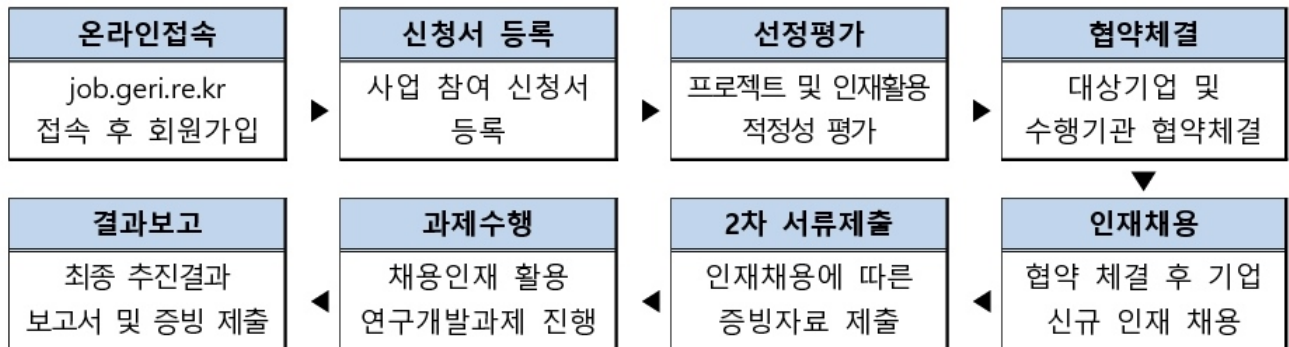 온라인접속
job.geri.re.kr
접속 후 회원가입
신청서 등록
사업 참여 신청서
등록
선정평가
프로젝트 및 인재활용
적정성 평가
협약체결
대상기업 및
수행기관 협약체결
인재채용
협약 체결 후 기업
신규 인재 채용
2차 서류제출
인재채용에 따른
증빙자료 제출
과제수행
채용인재 활용
연구개발과제 진행
결과보고
최종 추진결과
보고서 및 증빙 제출